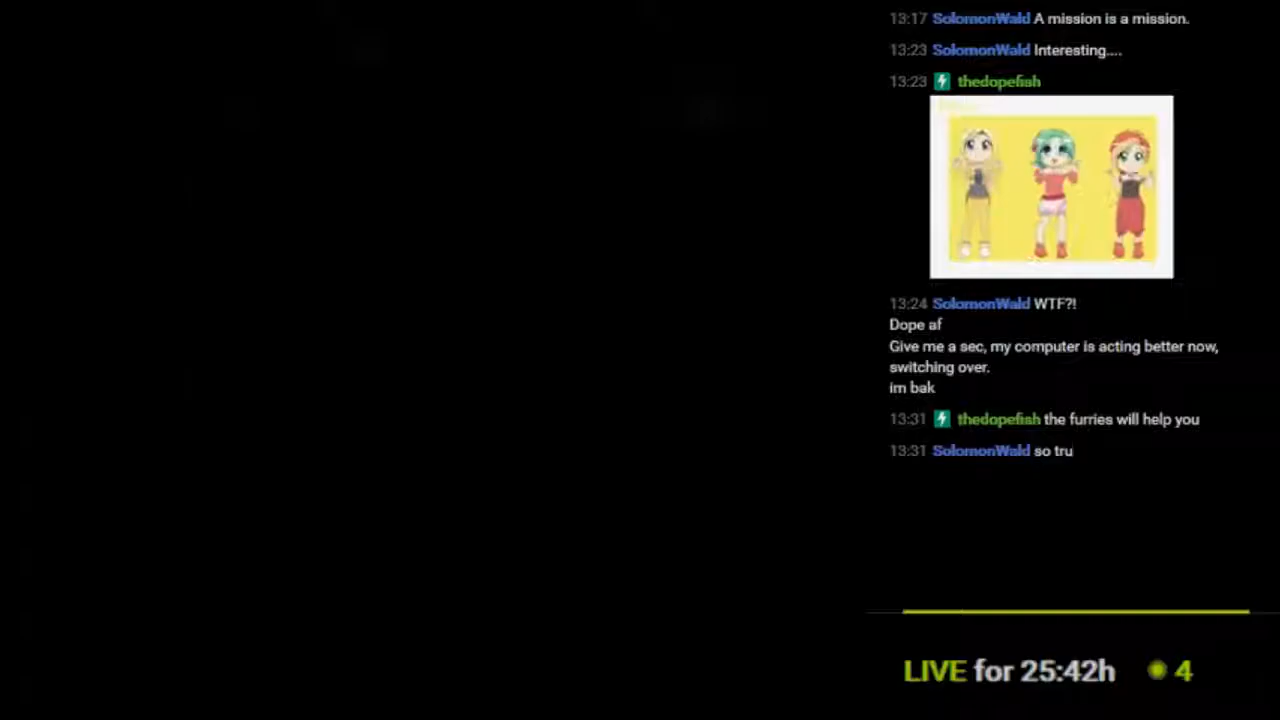 13:17 SolomonWald A mission is a mission.
13:23 SolomonWald Interesting....
13:23 thedopefish
13:24 SolomonWald WTF?!
Dope af
Give me a sec, my computer is acting better now,
switching over.
im bak
13:31 thedopefish the furries will help you
13:31 SolomonWald so tru
LIVE for 25:42h 4